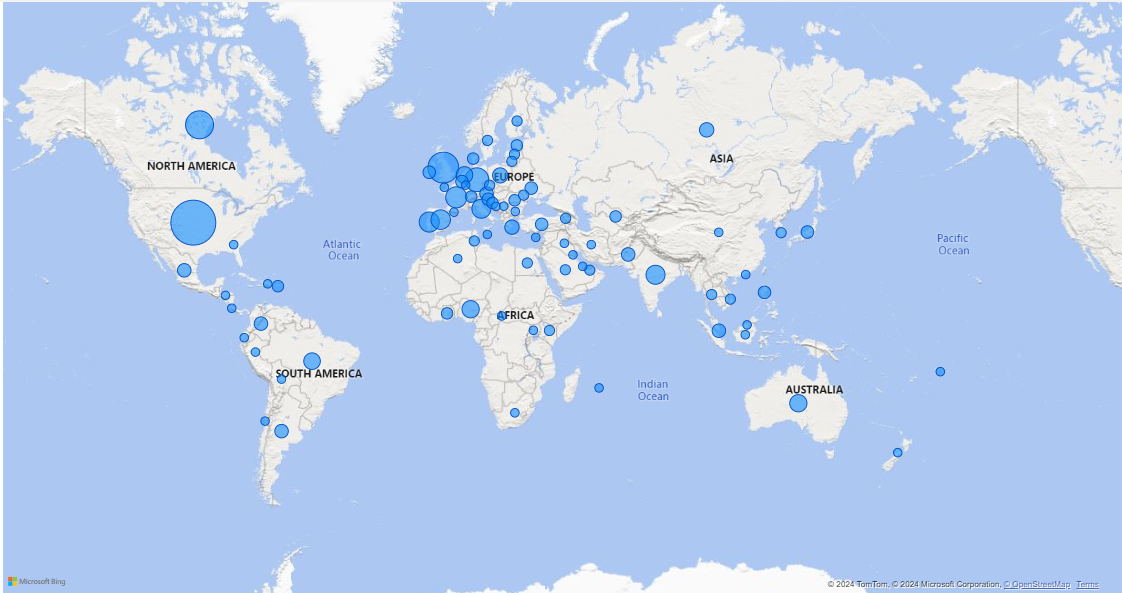 NORTH AMERICA
ASIA
EUROPE
Atlantic
Ocean
Pacific
Ocean
AFRICA
SOUTH AMERICA
Indian
Ocean
AUSTRALIA
Microsoft Bing
© 2024 TomTom, © 2024 Microsoft Corporation, © OpenStreetMap Terms